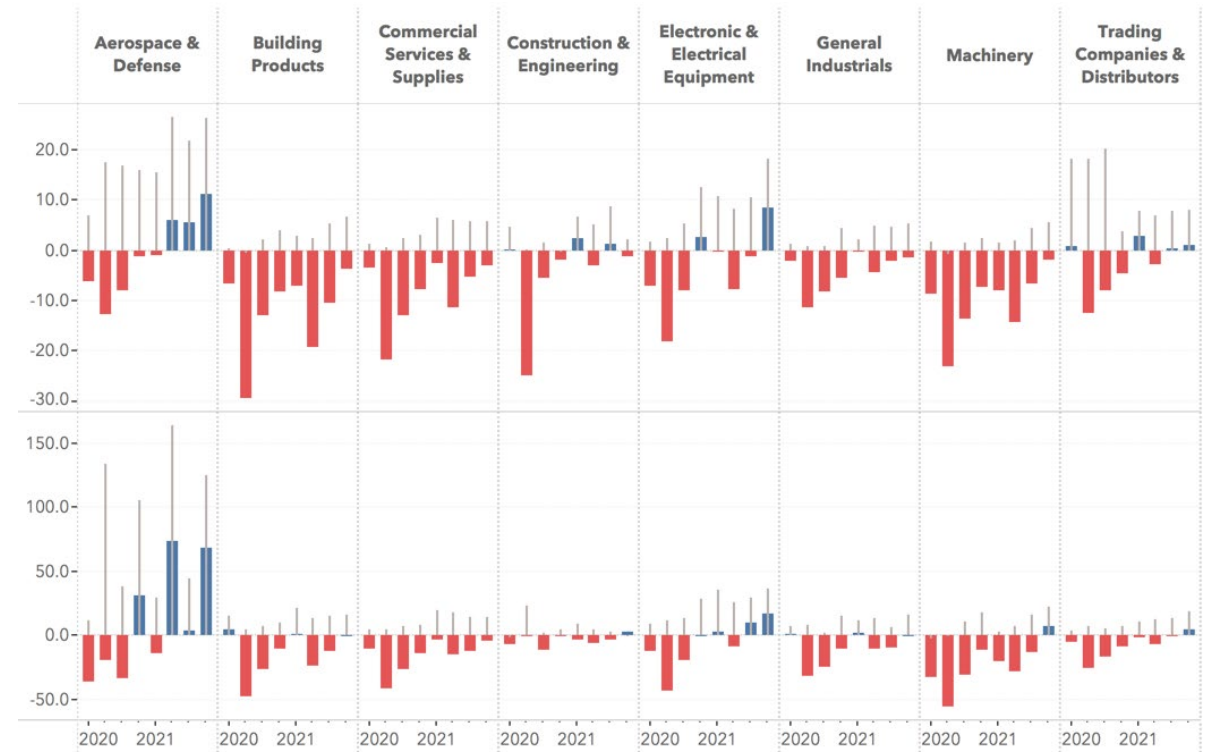 Aerospace &
Defense
Building
Products
Commercial
Services &
Supplies
Construction &
Engineering
Electronic &
Electrical
Equipment
General
Industrials
Machinery
Trading
Companies &
Distributors
20.0
10.0
0.0
-10.0
-20.0
-30.0
150.0
100.0
50.0
0.0
-50.0
2020 2021 2020 2021 2020 2021 2020 2021 2020 2021 2020 2021 2020 2021 2020 2021